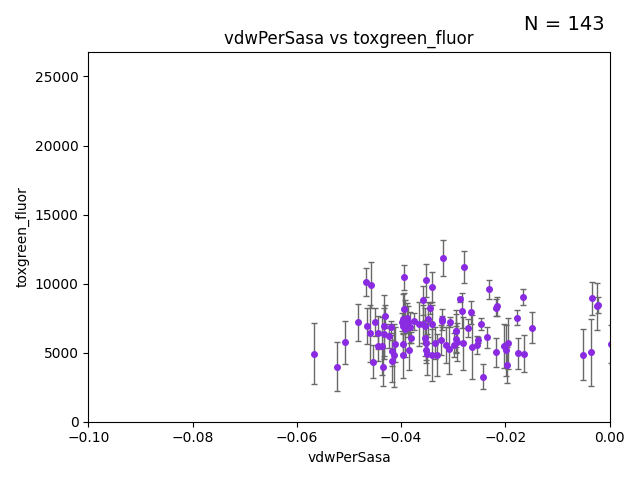 N = 143
vdwPerSasa vs toxgreen_fluor
25000
20000
15000
10000
5000
0
toxgreen_fluor
−0.10 −0.08 −0.06 −0.04 −0.02 0.00
vdwPerSasa